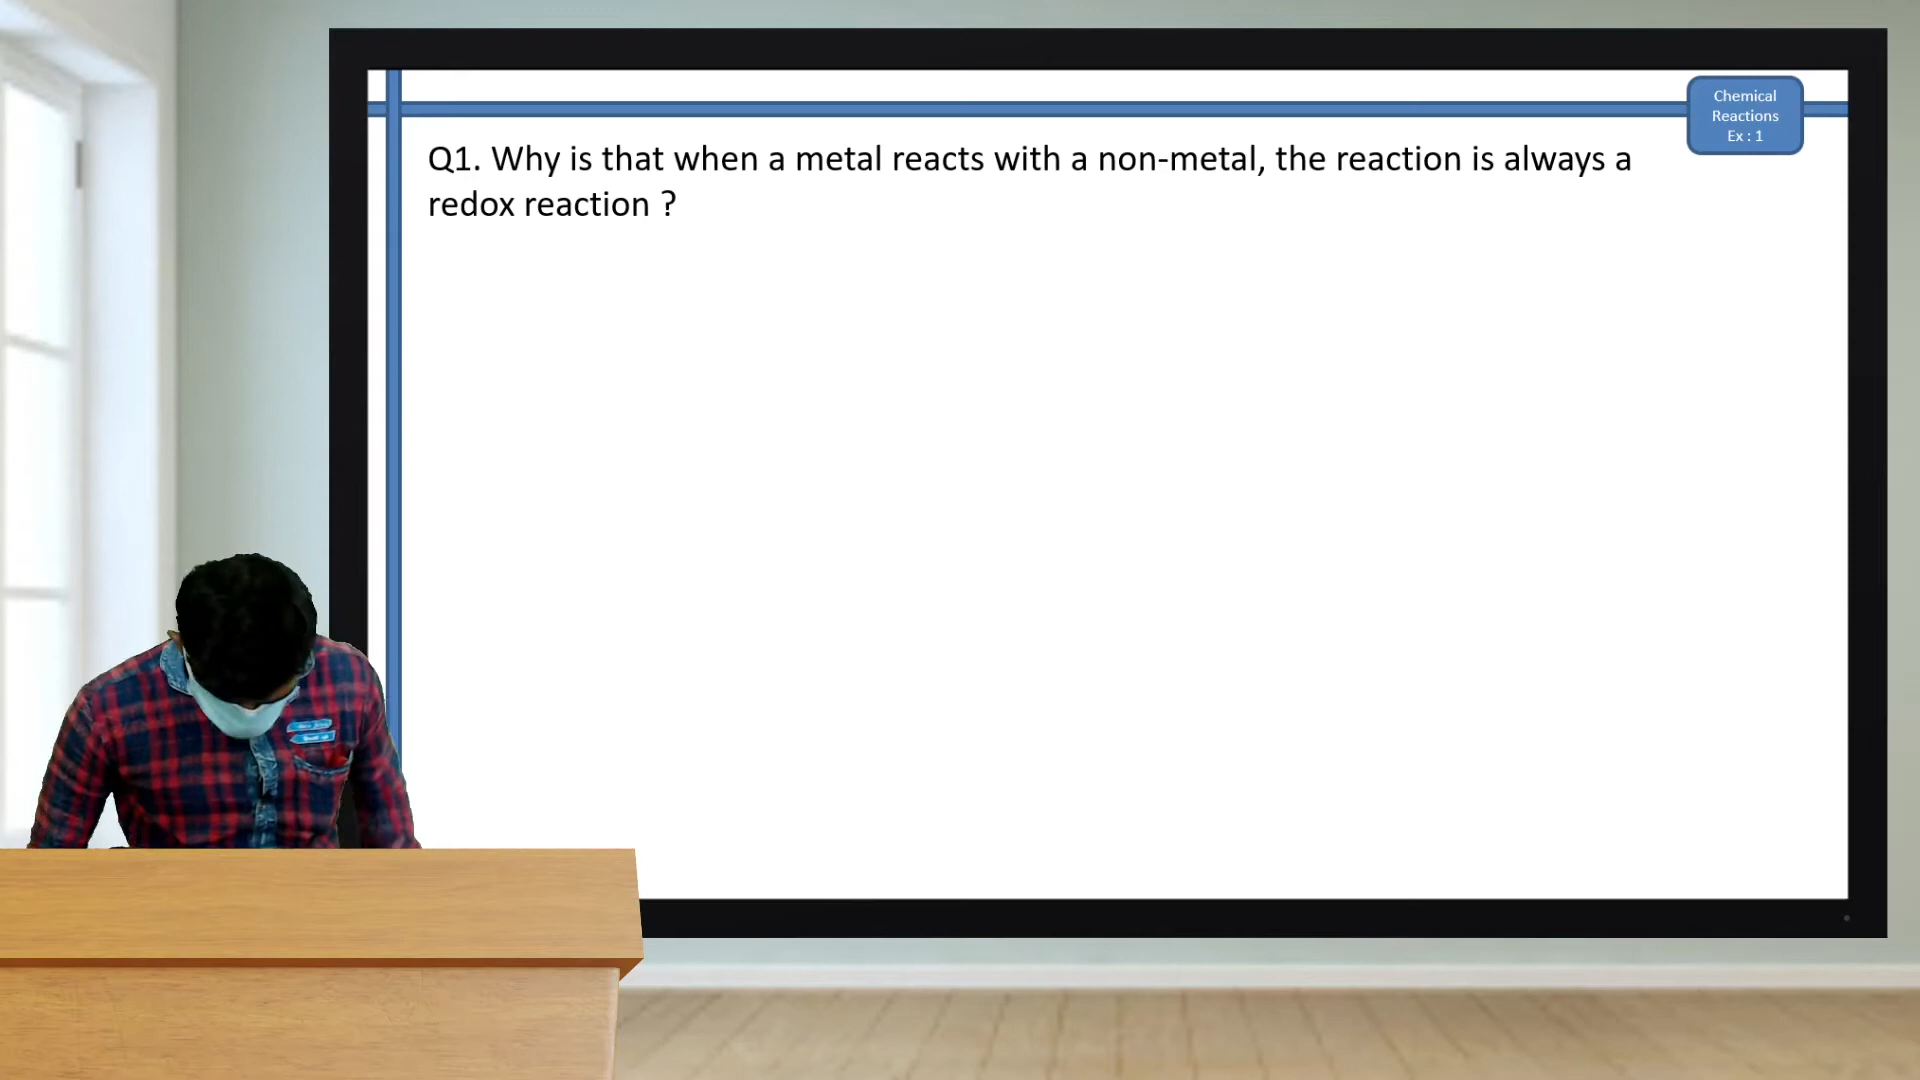 Chemical
Reactions
Ex : 1
Q1. Why is that when a metal reacts with a non-metal, the reaction is always a
redox reaction ?